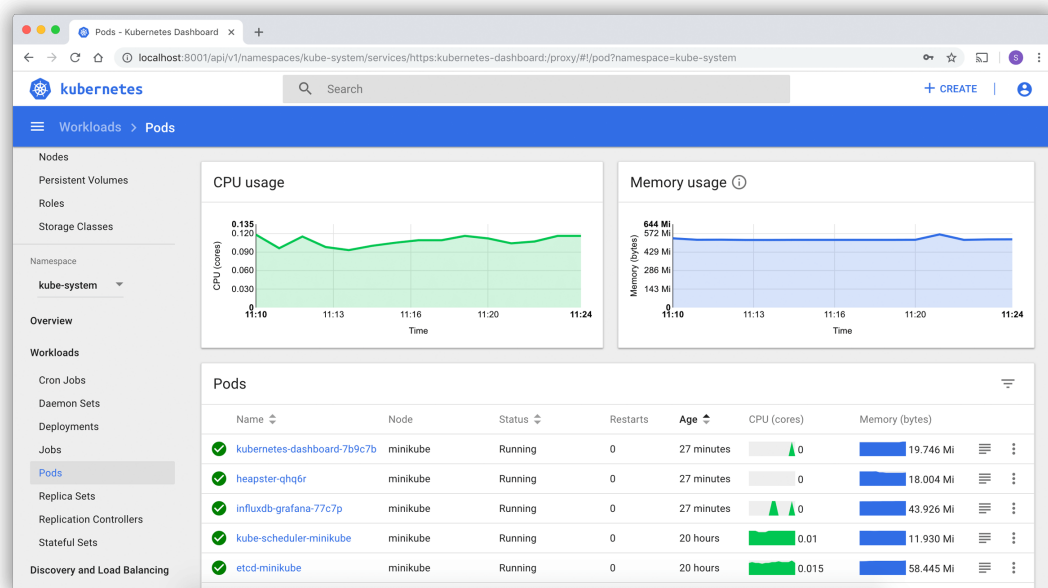 Pods - Kubernetes Dashboard
localhost:8001/api/v1/namespaces/kube-system/services/https:kubernetes-dashboard:/proxy/#!/pod?namespace=kube-system
S
kubernetes
Search
+ CREATE
Workloads > Pods
Nodes
Persistent Volumes
Roles
Storage Classes
Namespace
kube-system
Overview
Workloads
Cron Jobs
Daemon Sets
Deployments
Jobs
Pods
Replica Sets
Replication Controllers
Stateful Sets
Discovery and Load Balancing
CPU usage
CPU (cores)
0.135
0.120
0.090
0.060
0.030
0
11:10 11:13 11:16 11:20 11:24
Time
Memory usage
Memory (bytes)
644 Mi
572 Mi
429 Mi
286 Mi
143 Mi
0
11:10 11:13 11:16 11:20 11:24
Time
Pods
Name Node Status Restarts Age CPU (cores) Memory (bytes)
kubernetes-dashboard-7b9c7b minikube Running 0 27 minutes 0 19.746 Mi
heapster-qhq6r minikube Running 0 27 minutes 0 18.004 Mi
influxdb-grafana-77c7p minikube Running 0 27 minutes 0 43.926 Mi
kube-scheduler-minikube minikube Running 0 20 hours 0.01 11.930 Mi
etcd-minikube minikube Running 0 20 hours 0.015 58.445 Mi